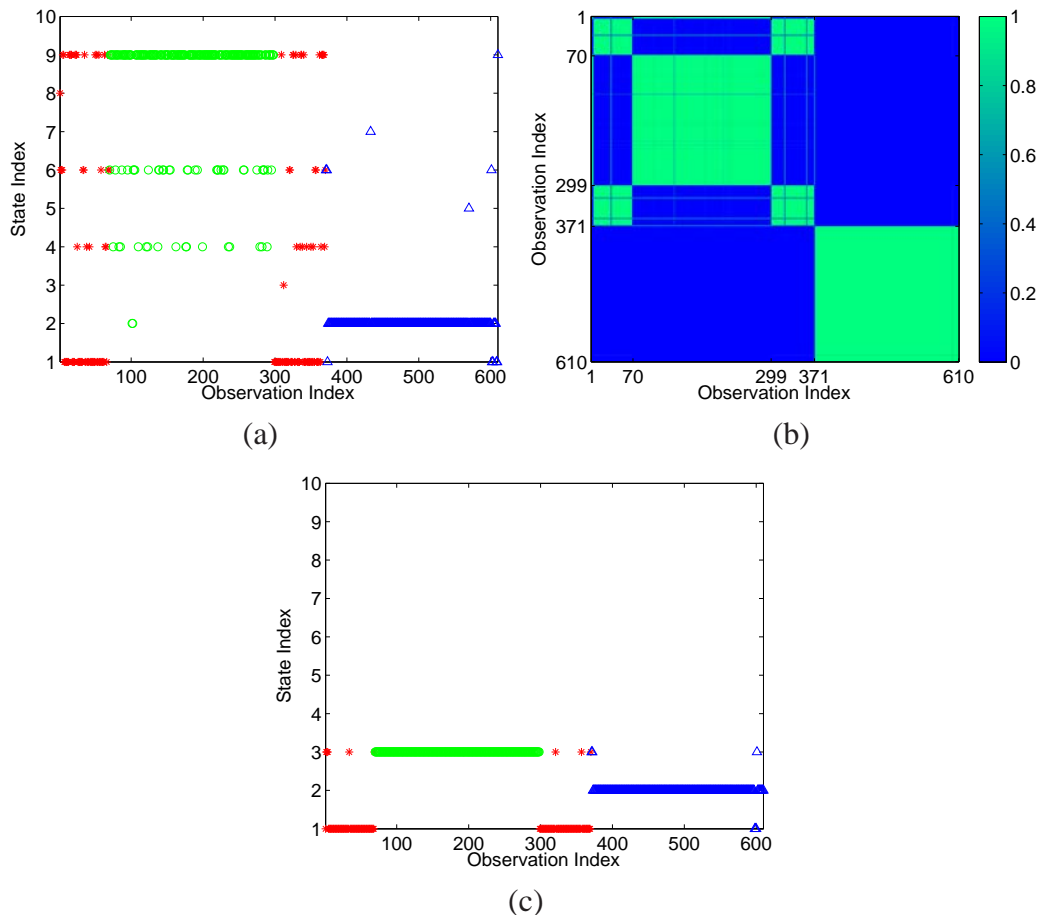 10
9
8
7
6
5
4
3
2
1
State Index
100 200 300 400 500 600
Observation Index
(a)
1
70
299
371
610
Observation Index
1 70 299 371 610
Observation Index
1
0.8
0.6
0.4
0.2
0
(b)
10
9
8
7
6
5
4
3
2
1
State Index
100 200 300 400 500 600
Observation Index
(c)